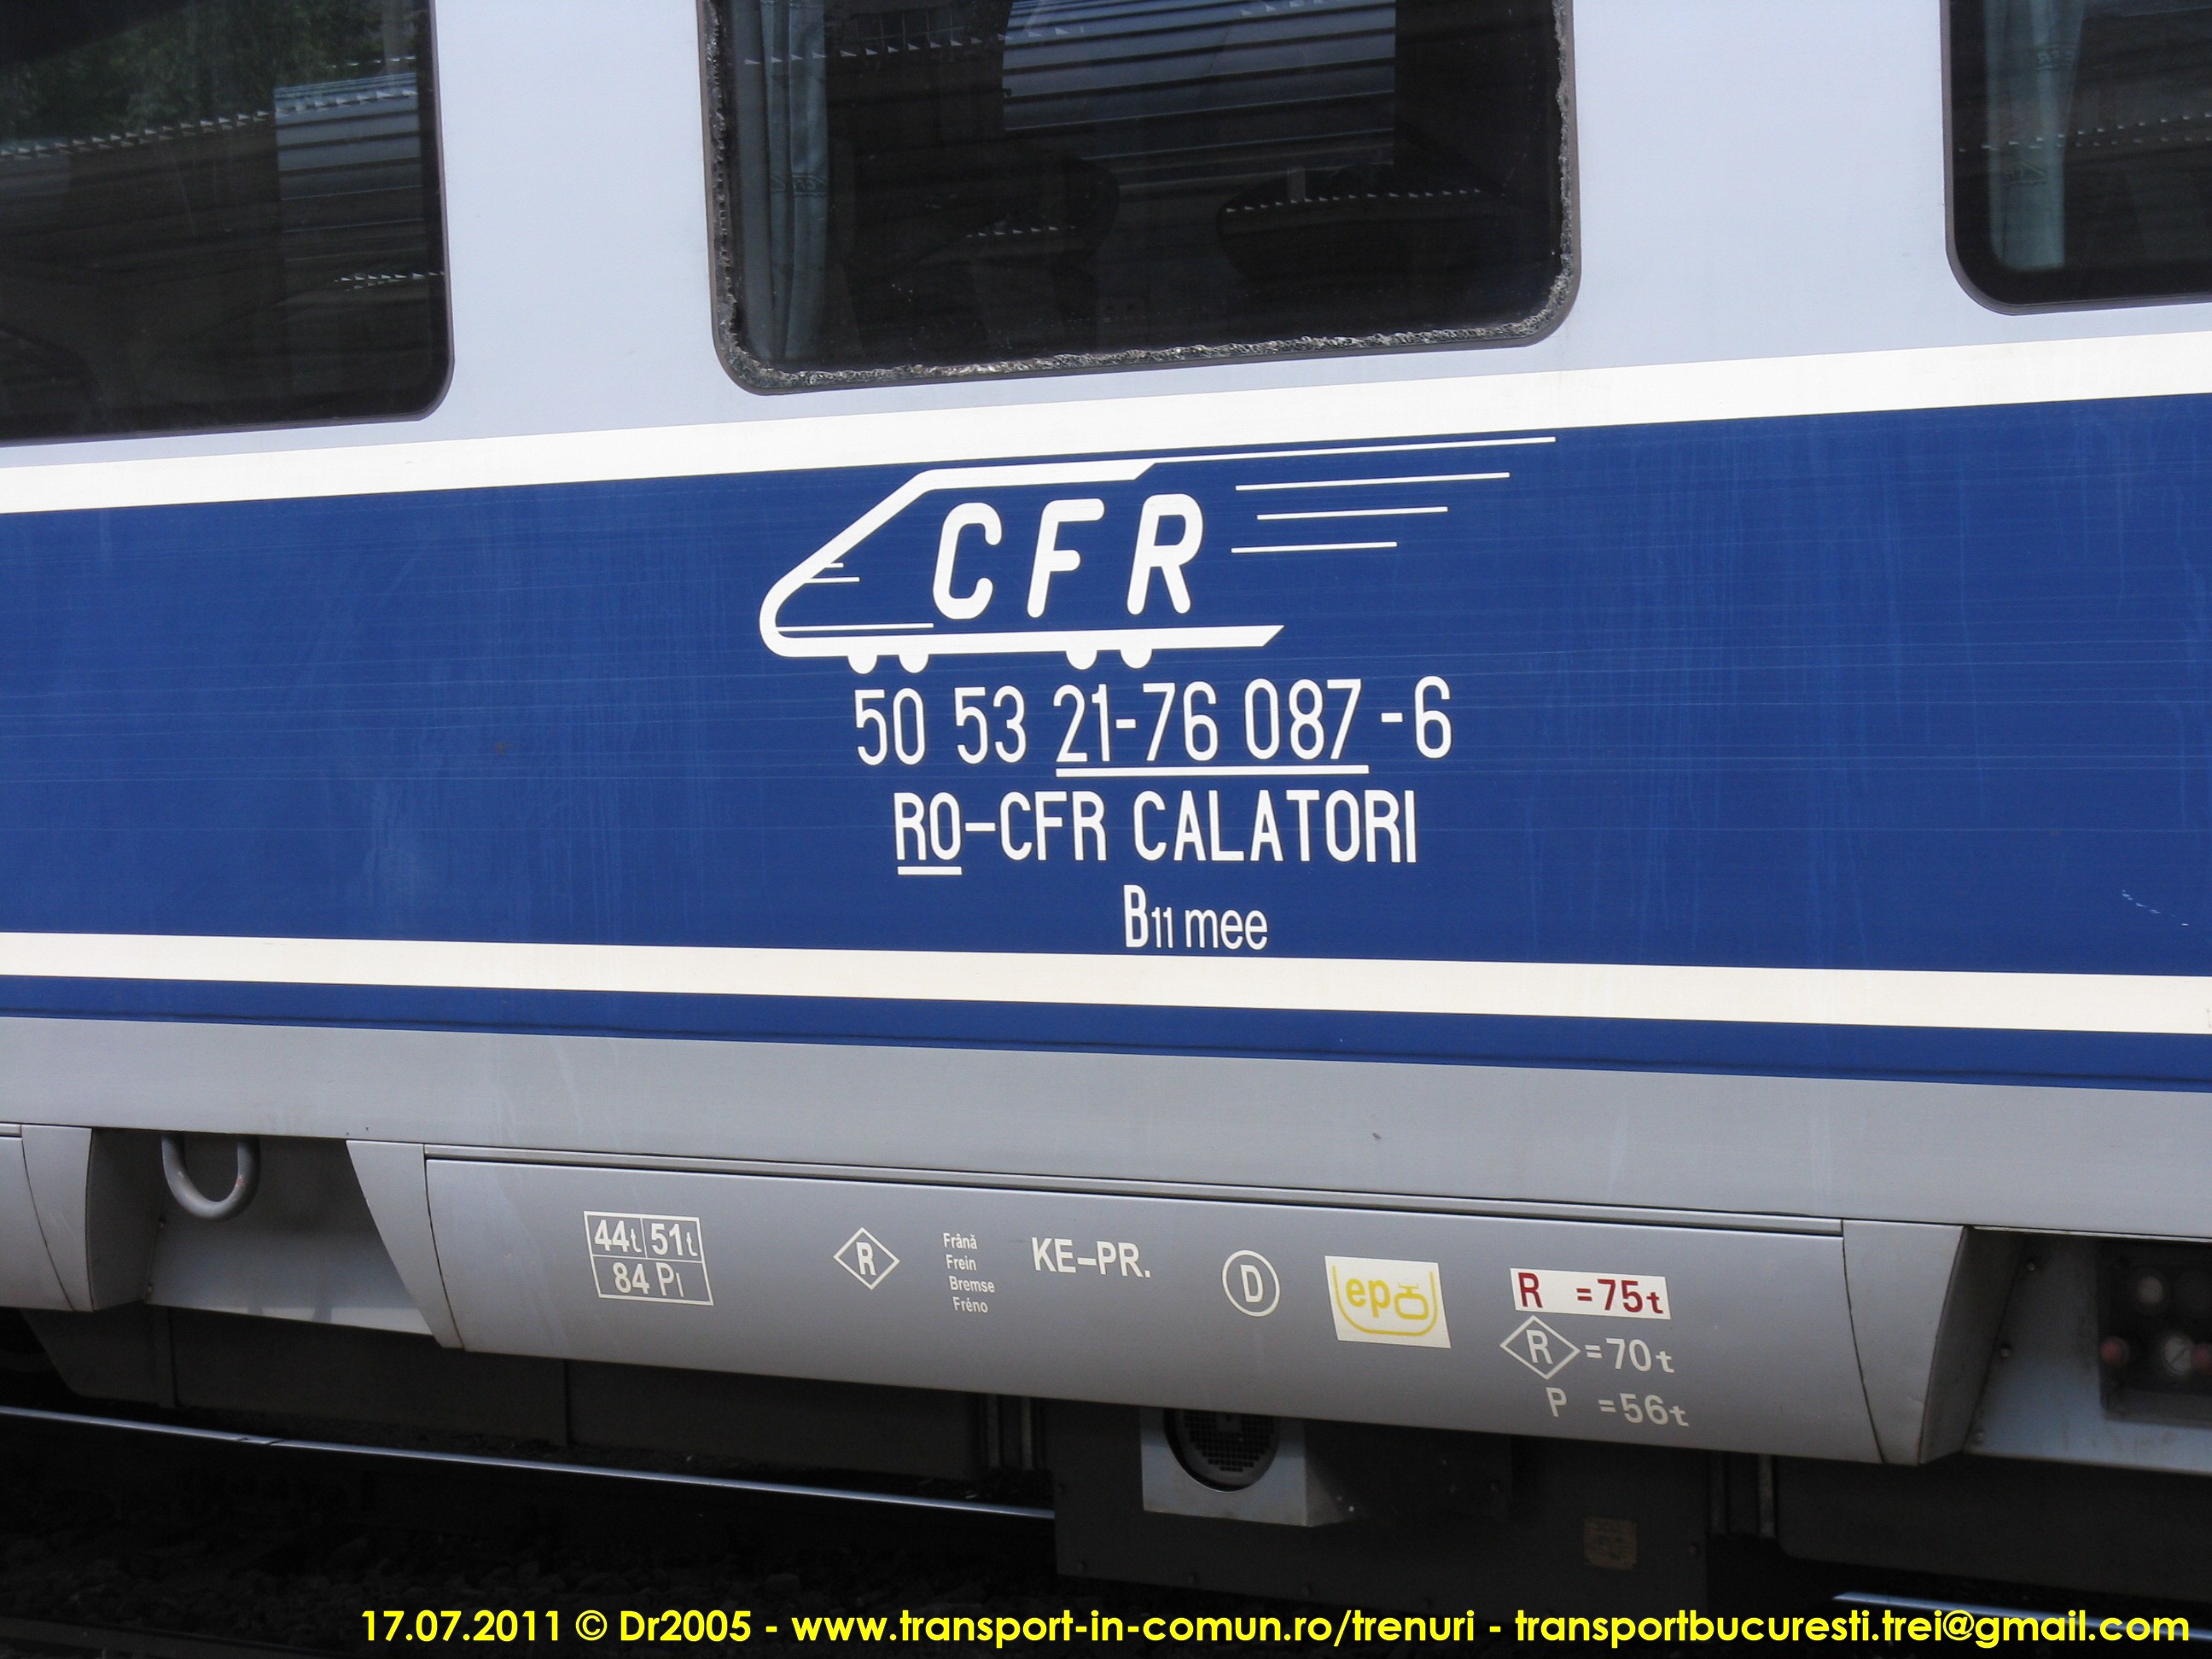 CFR
50 53 21-76 087-6
RO-CFR CALATORI
B11 mee
44t 51t
84 Pl
R
Frână
Frein
Bremse
Fréno
KE-PR.
D
ep
R =75t
R =70t
P =56t
17.07.2011 © Dr2005 - www.transport-in-comun.ro/trenuri - transportbucuresti.trei@gmail.com